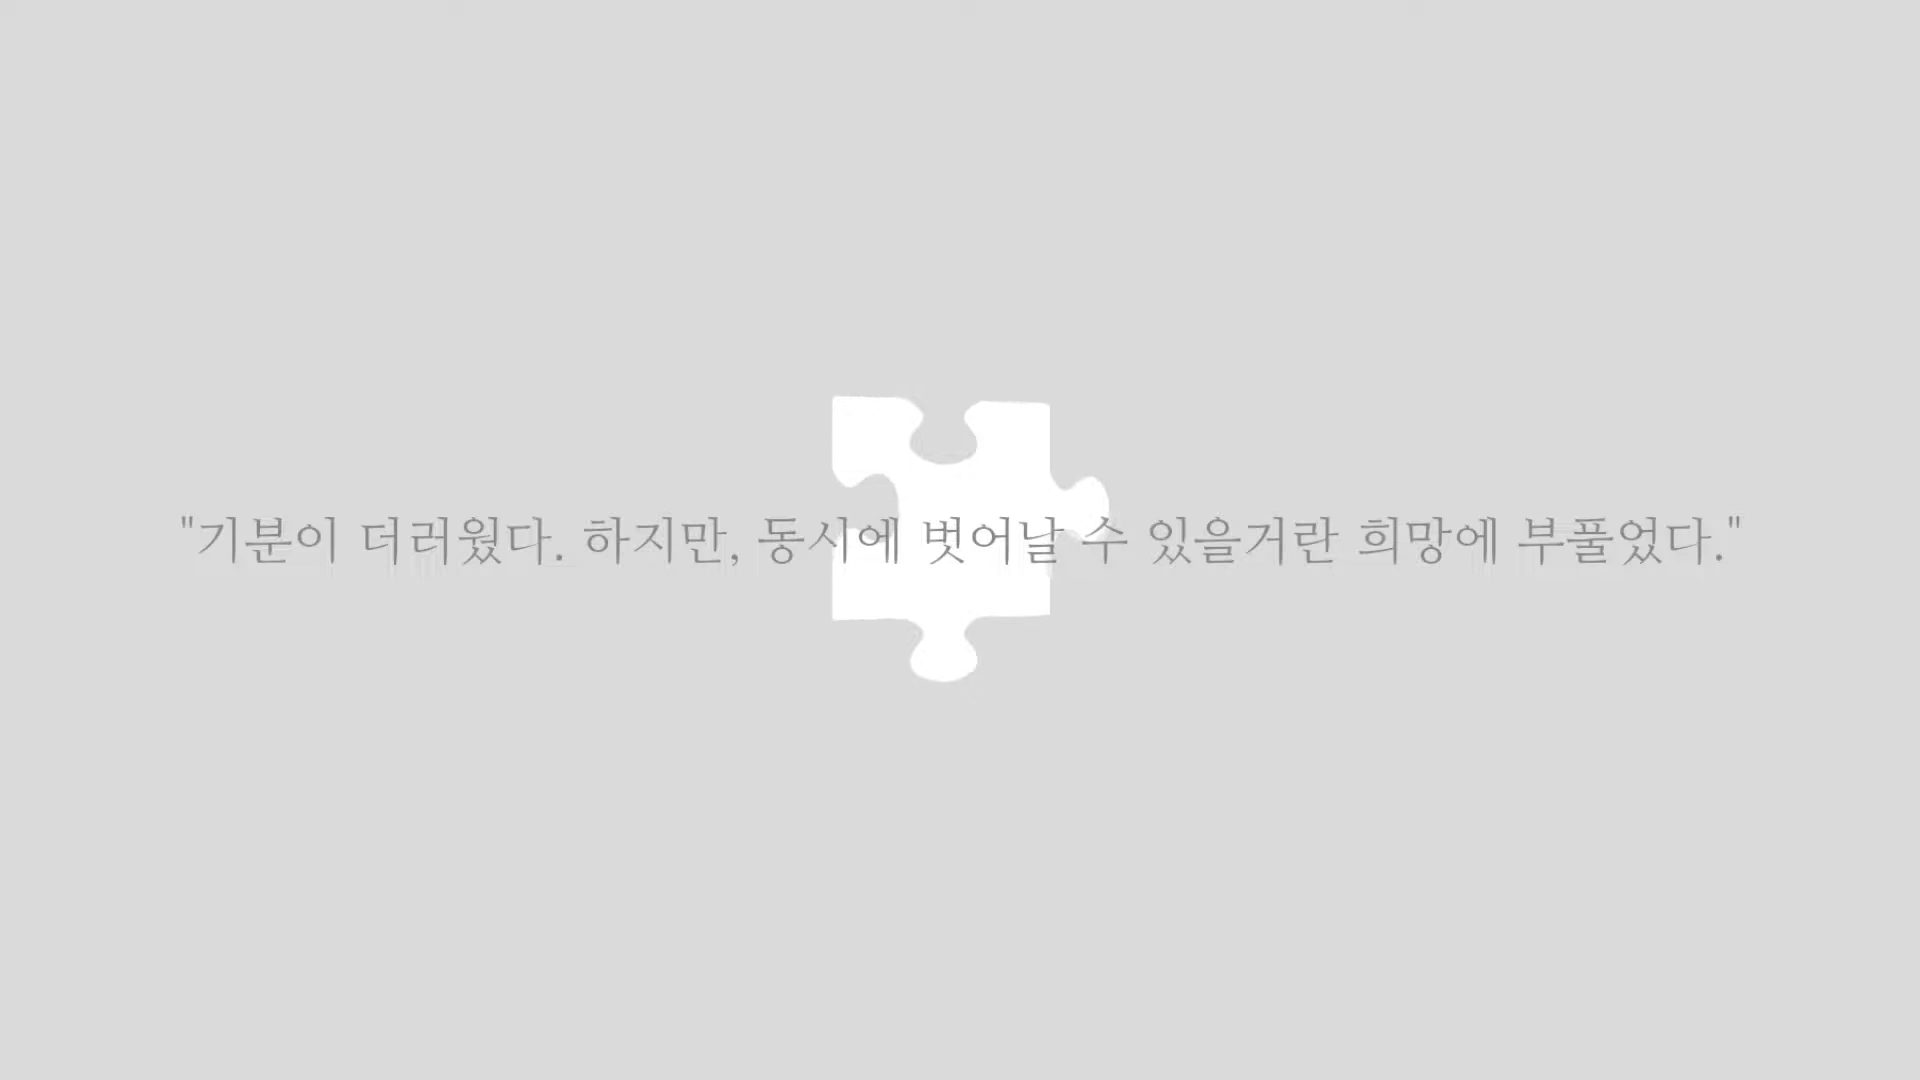 "기분이 더러웠다. 하지만, 동시에 벗어날 수 있을거란 희망에 부풀었다."